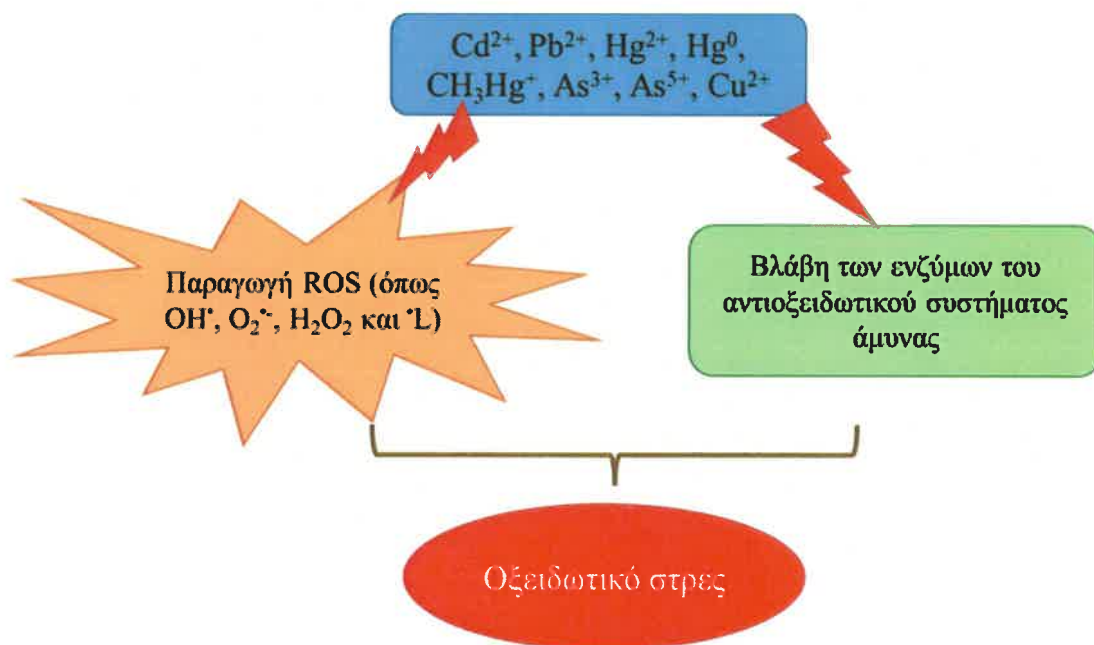 Cd²⁺, Pb²⁺, Hg²⁺, Hg⁰,
CH₃Hg⁺, As³⁺, As⁵⁺, Cu²⁺
Παραγωγή ROS (όπως
OH•, O₂•⁻, H₂O₂ και •L)
Βλάβη των ενζύμων του
αντιοξειδωτικού συστήματος
άμυνας
Οξειδωτικό στρες